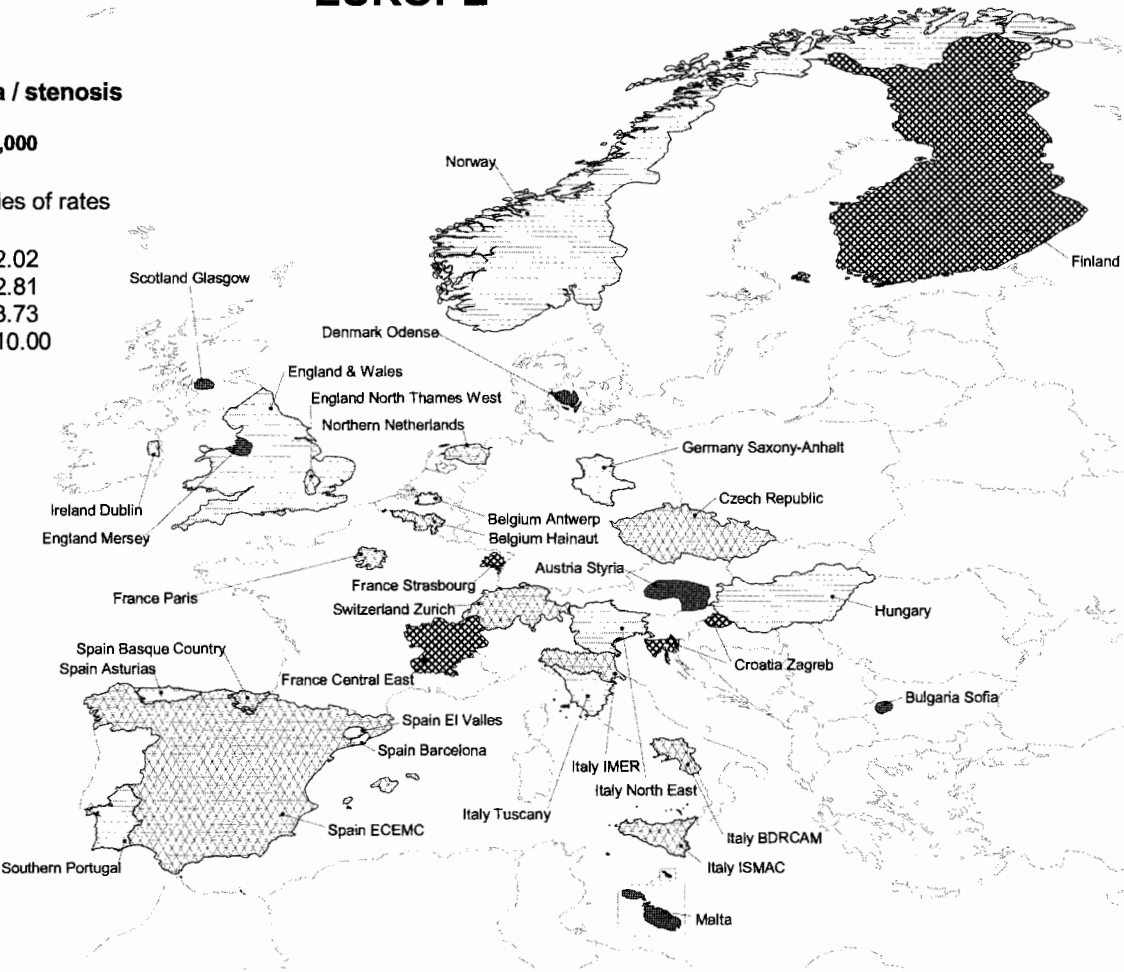 EUROPE
a / stenosis
,000
ies of rates
2.02
2.81
3.73
10.00
Norway
Finland
Scotland Glasgow
Denmark Odense
England & Wales
England North Thames West
Northern Netherlands
Germany Saxony-Anhalt
Czech Republic
Ireland Dublin
Belgium Antwerp
England Mersey
Belgium Hainaut
Austria Styria
France Strasbourg
France Paris
Switzerland Zurich
Hungary
Spain Basque Country
Croatia Zagreb
Spain Asturias
France Central East
Bulgaria Sofia
Spain El Valles
Spain Barcelona
Italy IMER
Italy North East
Italy Tuscany
Spain ECEMC
Italy BDRCAM
Southern Portugal
Italy ISMAC
Malta